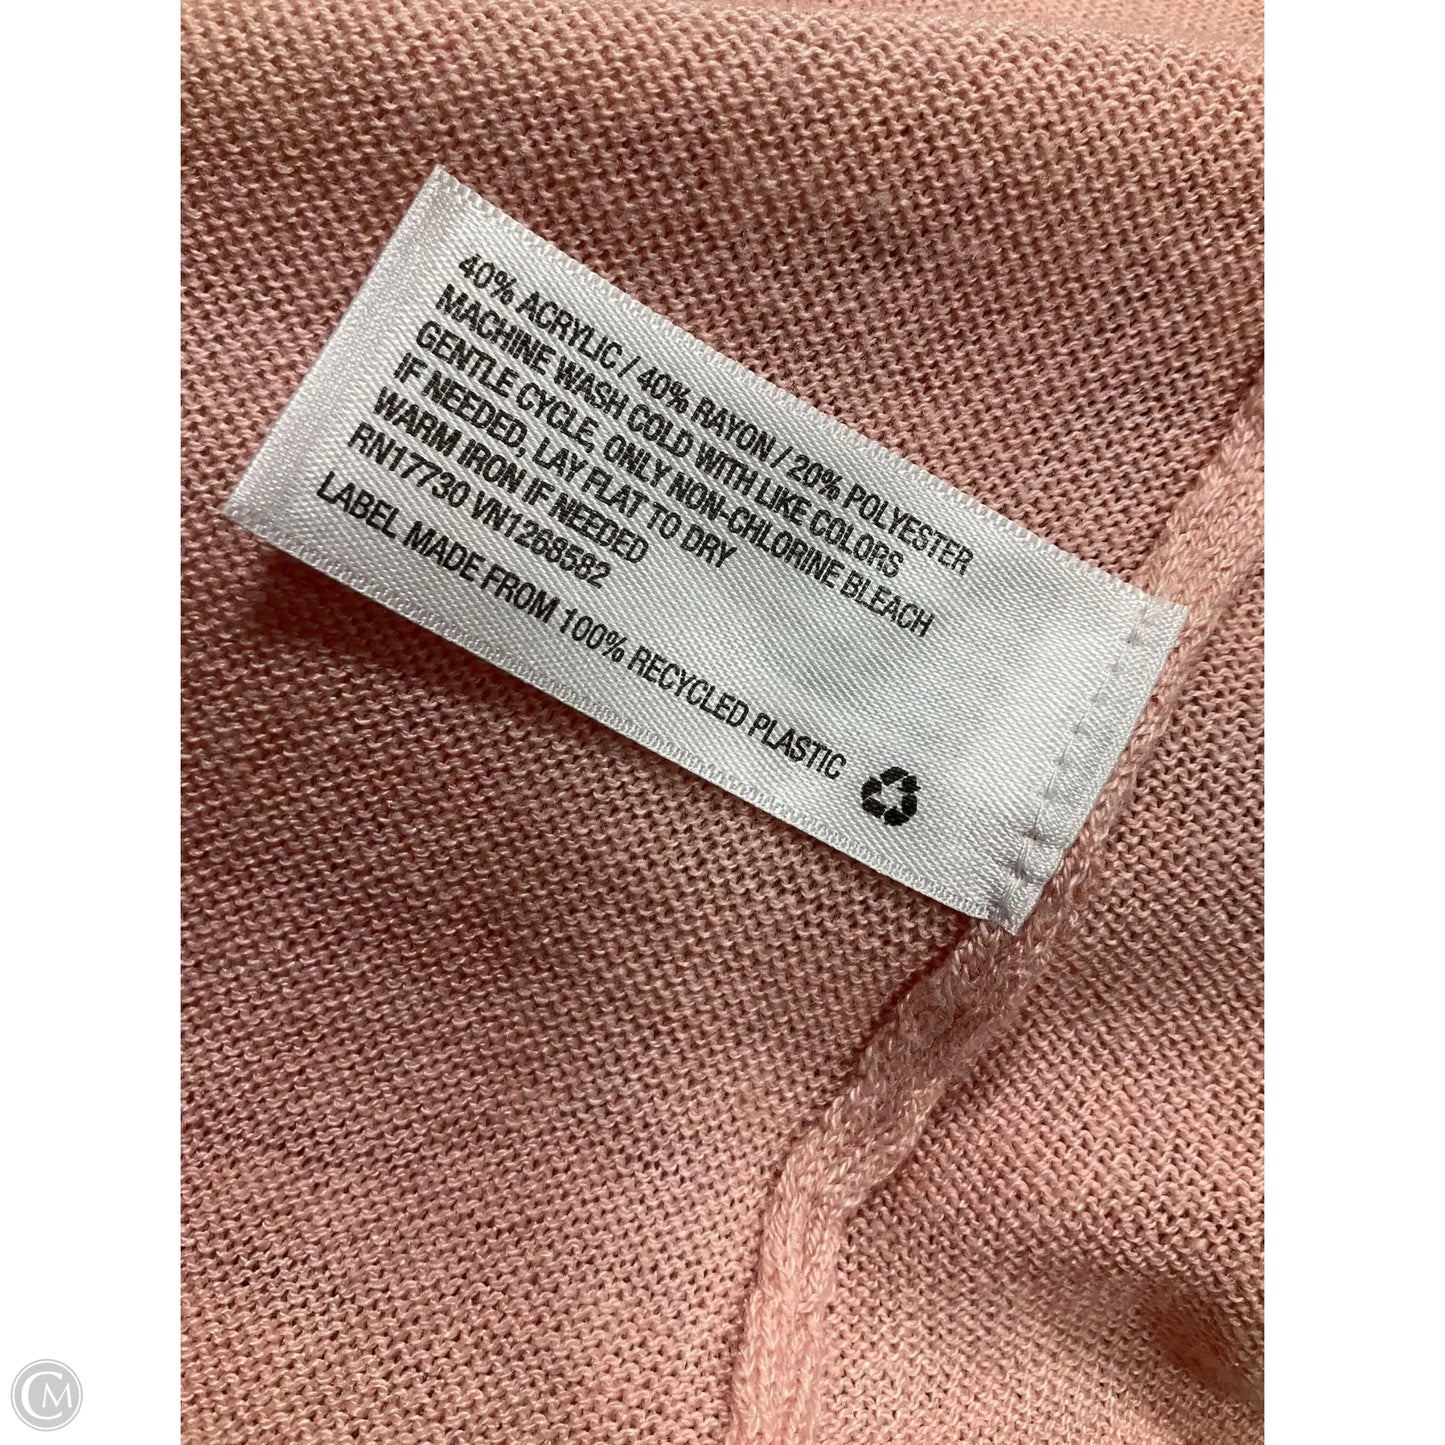 40% ACRYLIC / 40% RAYON / 20% POLYESTER
MACHINE WASH COLD WITH LIKE COLORS
GENTLE CYCLE, ONLY NON-CHLORINE BLEACH
IF NEEDED, LAY FLAT TO DRY
WARM IRON IF NEEDED
RN17730 VN1268582
LABEL MADE FROM 100% RECYCLED PLASTIC
CM